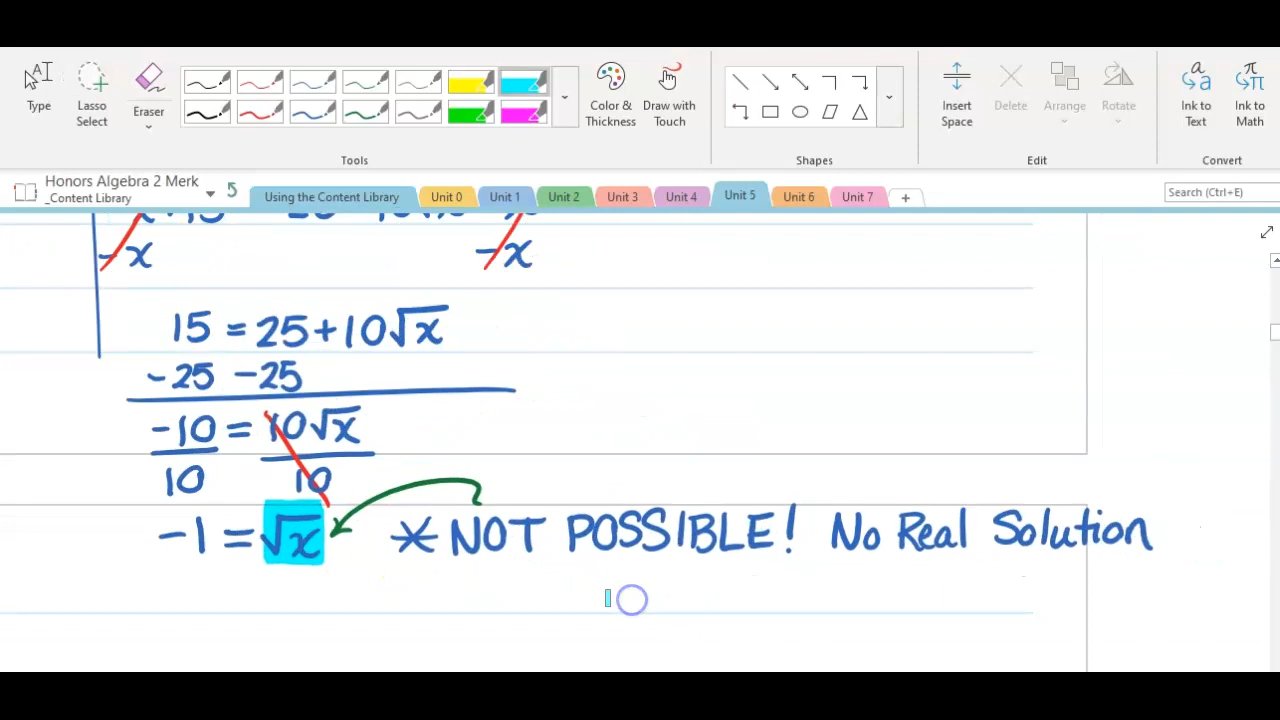 Type
Lasso Select
Eraser
Color & Thickness
Draw with Touch
Insert Space
Delete
Arrange
Rotate
Ink to Text
Ink to Math
Tools
Shapes
Edit
Convert
Honors Algebra 2 Merk
_Content Library
Using the Content Library
Unit 0
Unit 1
Unit 2
Unit 3
Unit 4
Unit 5
Unit 6
Unit 7
Search (Ctrl+E)
-x -x
15 = 25 + 10√x
-25 -25
-10 = 10√x
10 10
-1 = √x * NOT POSSIBLE! No Real Solution